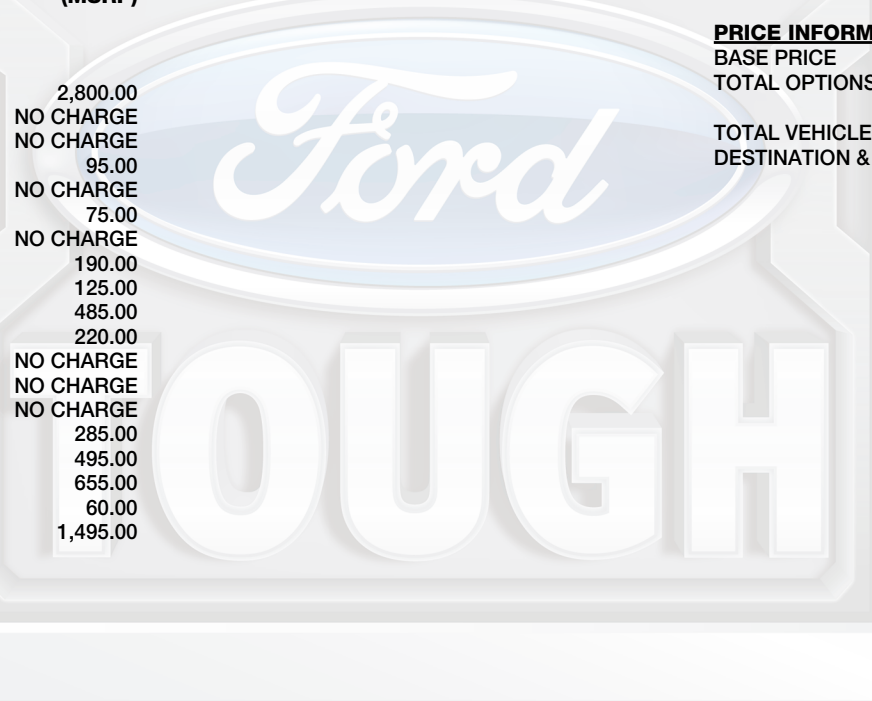 (MSRP)
2,800.00
NO CHARGE
NO CHARGE
95.00
NO CHARGE
75.00
NO CHARGE
190.00
125.00
485.00
220.00
NO CHARGE
NO CHARGE
NO CHARGE
285.00
495.00
655.00
60.00
1,495.00
PRICE INFORM
BASE PRICE
TOTAL OPTIONS
TOTAL VEHICLE
DESTINATION &
Ford
TOUGH